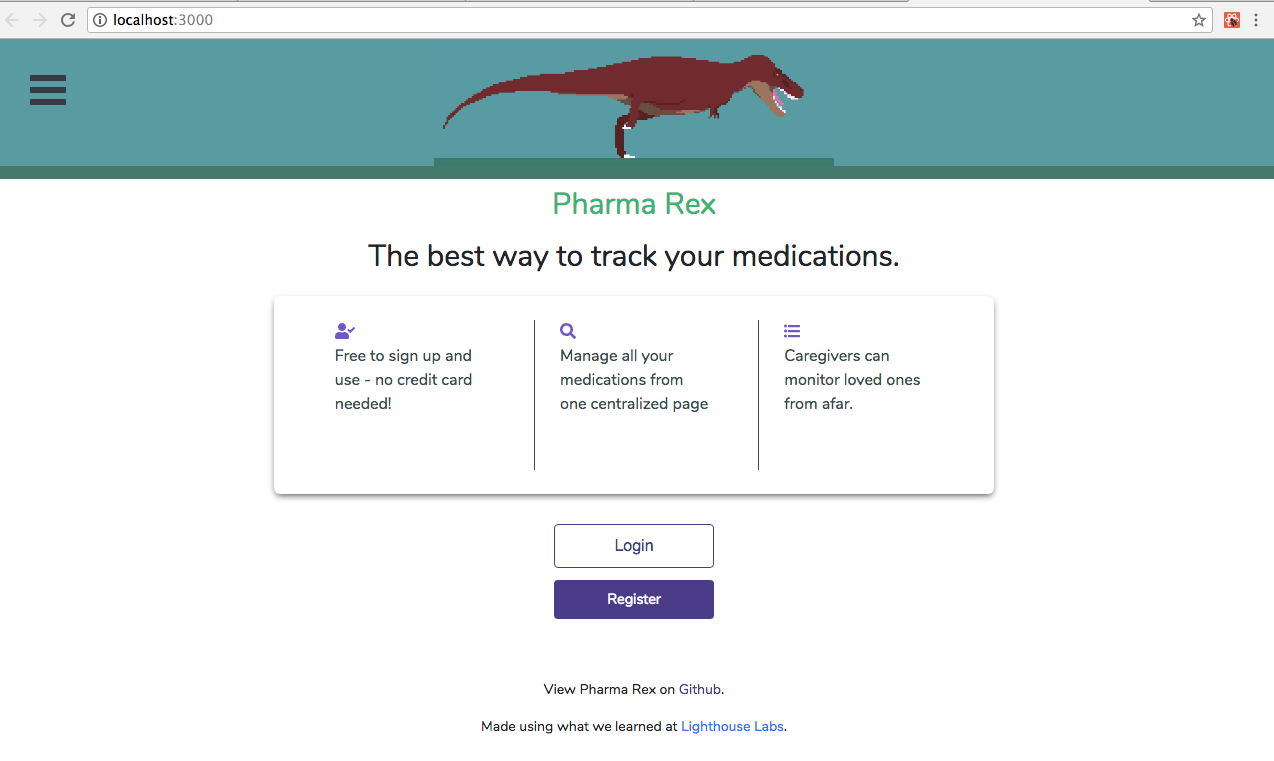 localhost:3000
Pharma Rex
The best way to track your medications.
Free to sign up and
use - no credit card
needed!
Manage all your
medications from
one centralized page
Caregivers can
monitor loved ones
from afar.
Login
Register
View Pharma Rex on Github.
Made using what we learned at Lighthouse Labs.